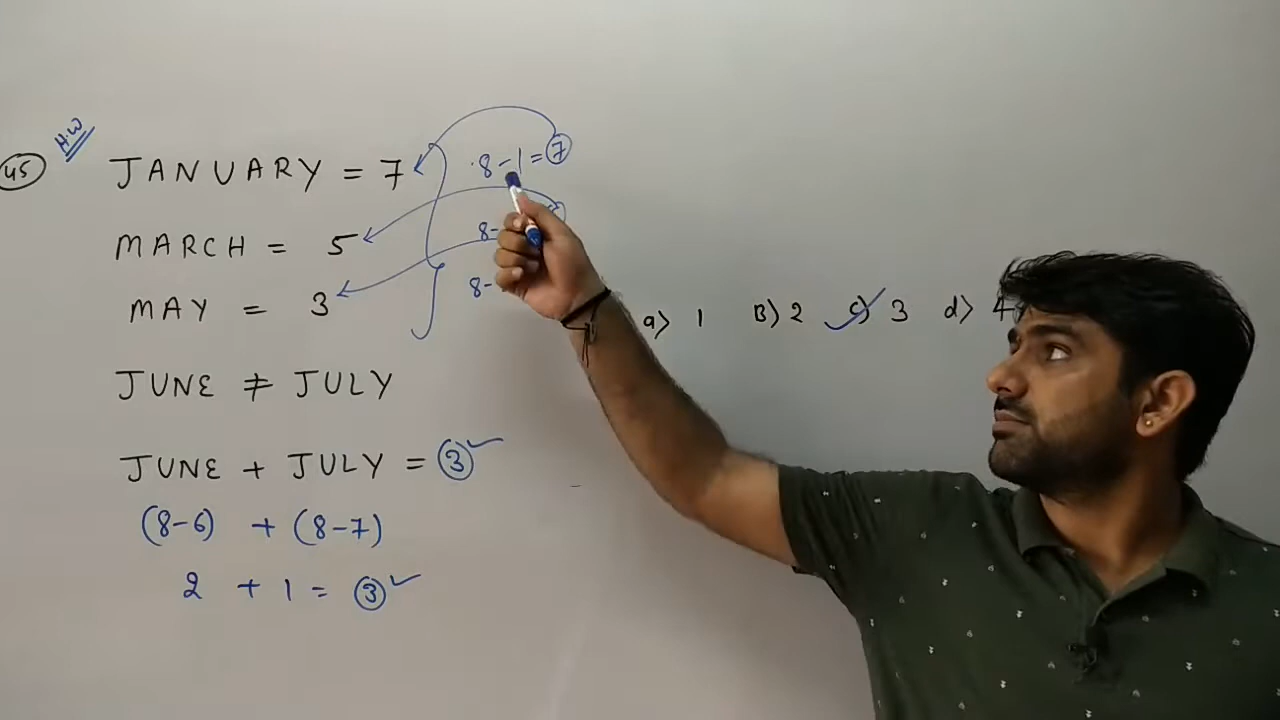 H.W
45 JANUARY = 7 8-1=7
MARCH = 5 8-
MAY = 3 8-
a) 1 B) 2 c) 3 d) 4
JUNE ≠ JULY
JUNE + JULY = 3
(8-6) + (8-7)
2 + 1 = 3